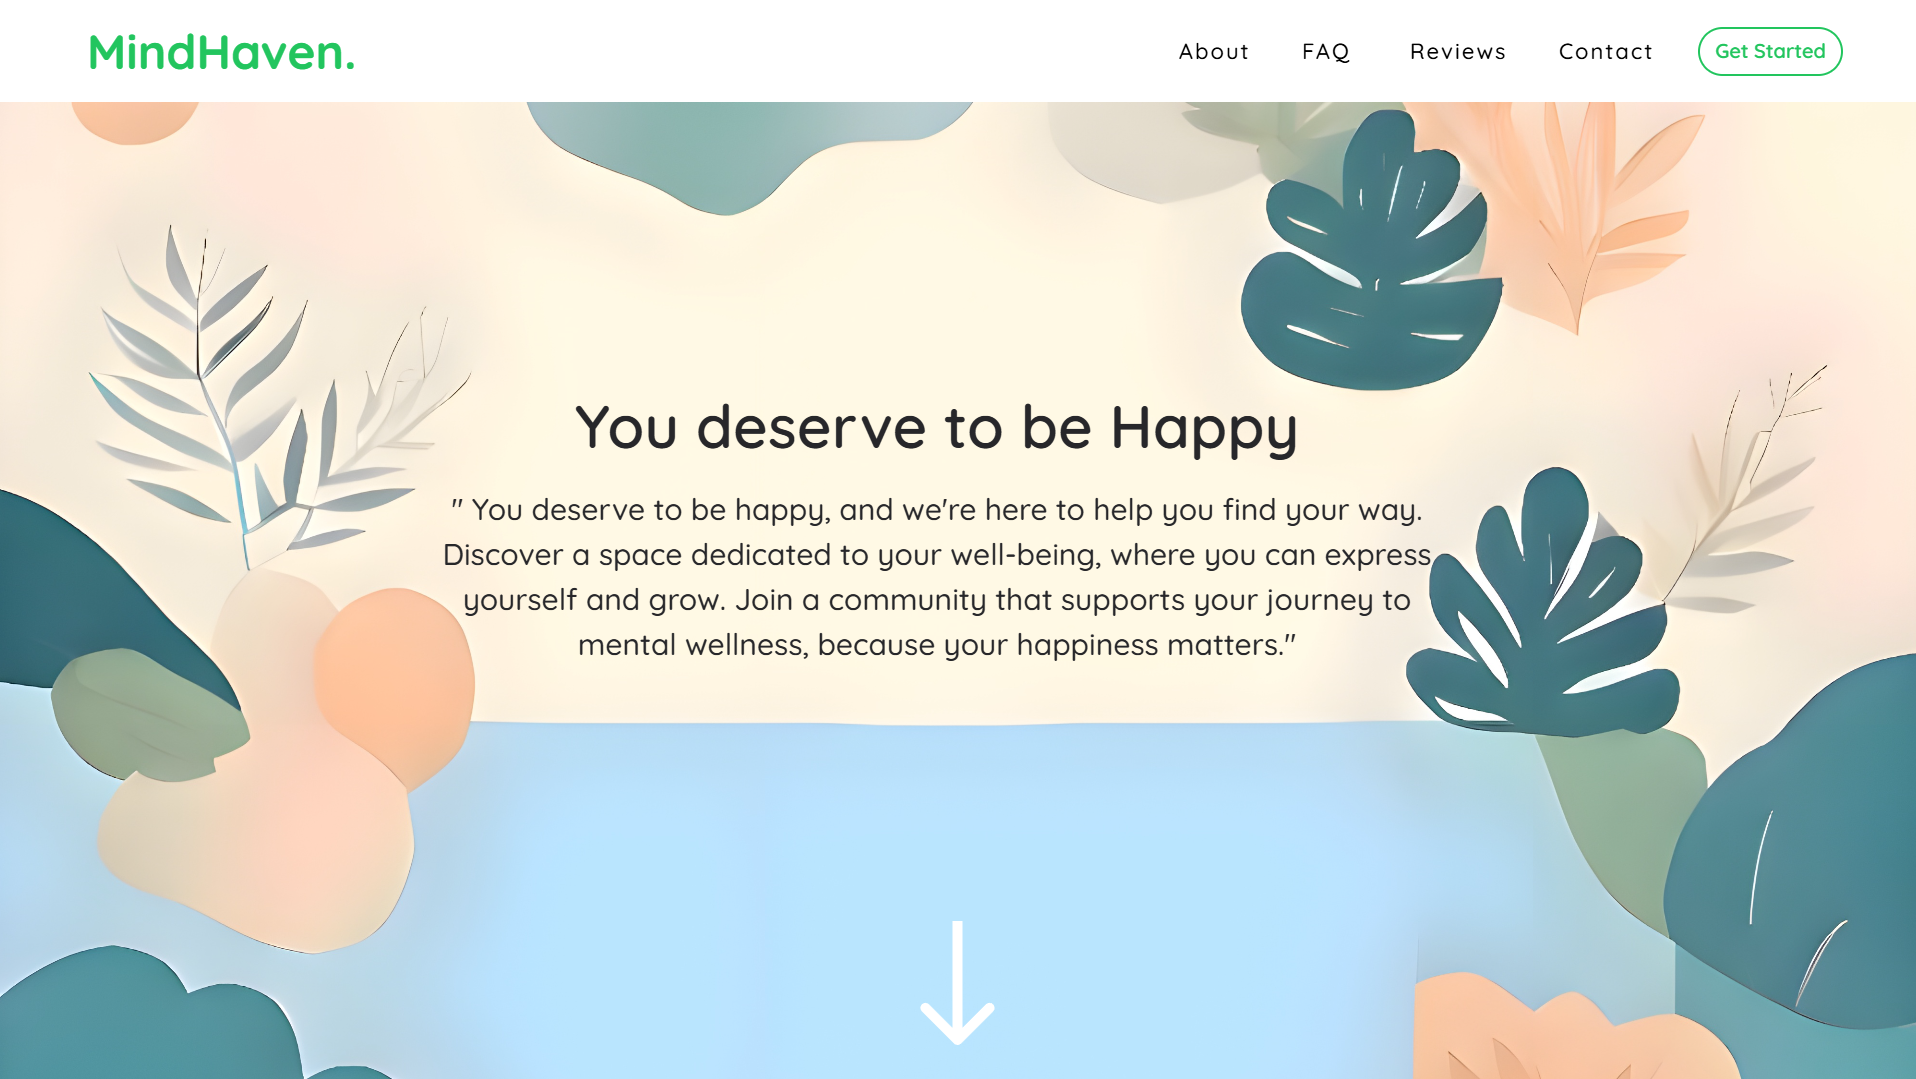 MindHaven.
About FAQ Reviews Contact Get Started
You deserve to be Happy
" You deserve to be happy, and we're here to help you find your way.
Discover a space dedicated to your well-being, where you can express
yourself and grow. Join a community that supports your journey to
mental wellness, because your happiness matters."